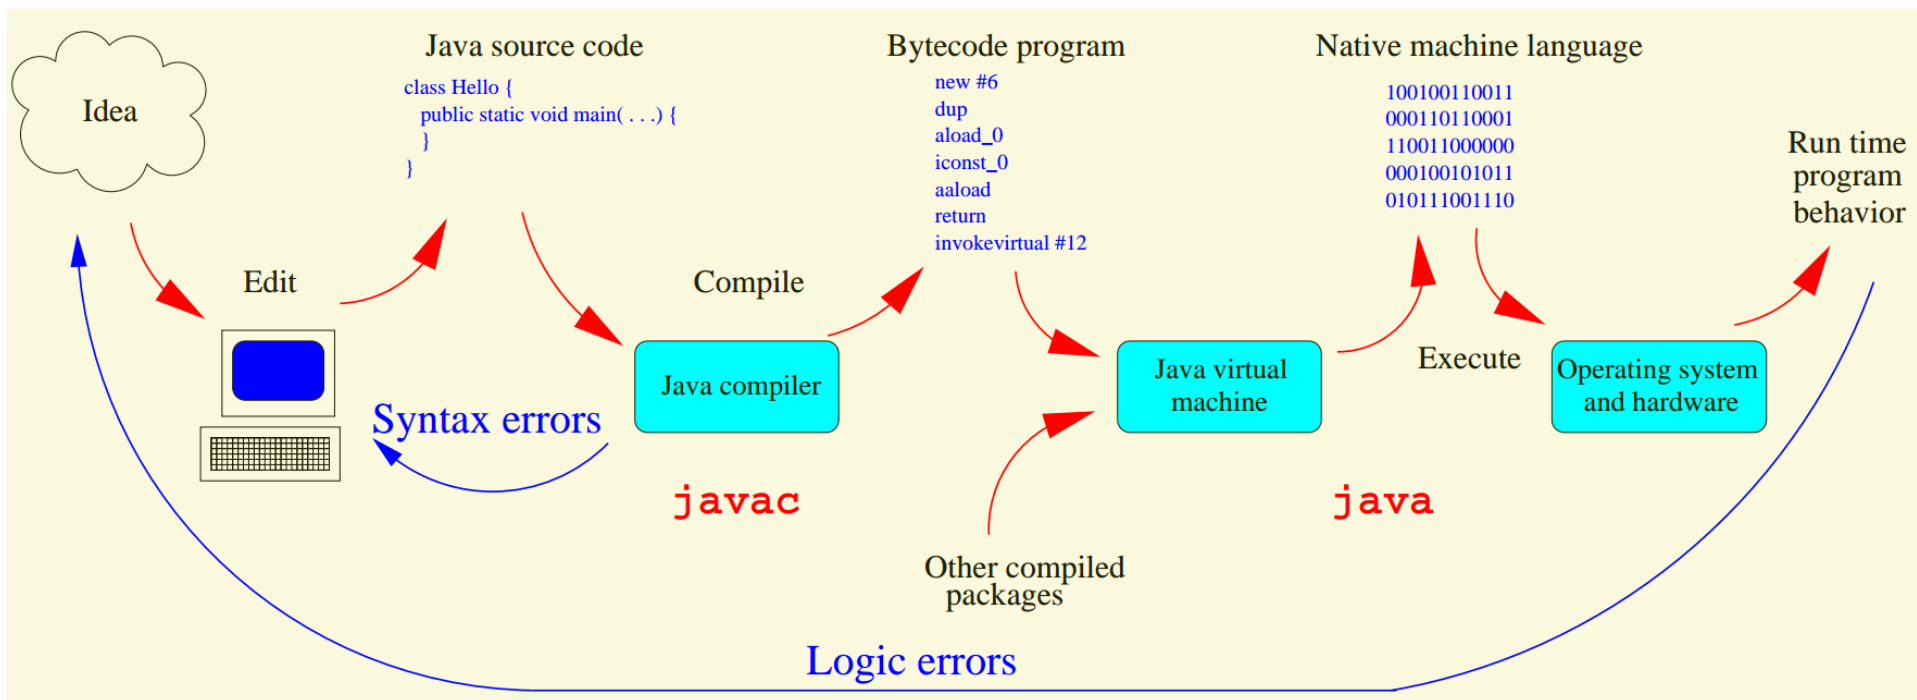 Idea
Edit
Java source code
class Hello {
public static void main( . . .) {
}
}
Syntax errors
Compile
Java compiler
javac
Bytecode program
new #6
dup
aload_0
iconst_0
aaload
return
invokevirtual #12
Java virtual
machine
Other compiled
packages
java
Native machine language
100100110011
000110110001
110011000000
000100101011
010111001110
Execute
Operating system
and hardware
Run time
program
behavior
Logic errors